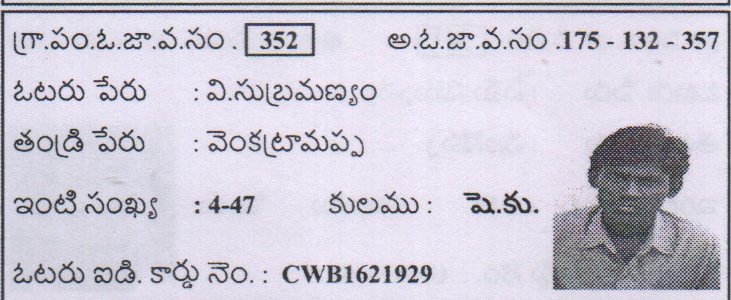 గ్రా.పం.ఓ.జా.వ.సం. 352 అ.ఓ.జా.వ.సం .175 - 132 - 357
ఓటరు పేరు : వి.సుబ్రమణ్యం
తండ్రి పేరు : వెంకట్రామప్ప
ఇంటి సంఖ్య : 4-47 కులము : షె.కు.
ఓటరు ఐడి. కార్డు నెం. : CWB1621929